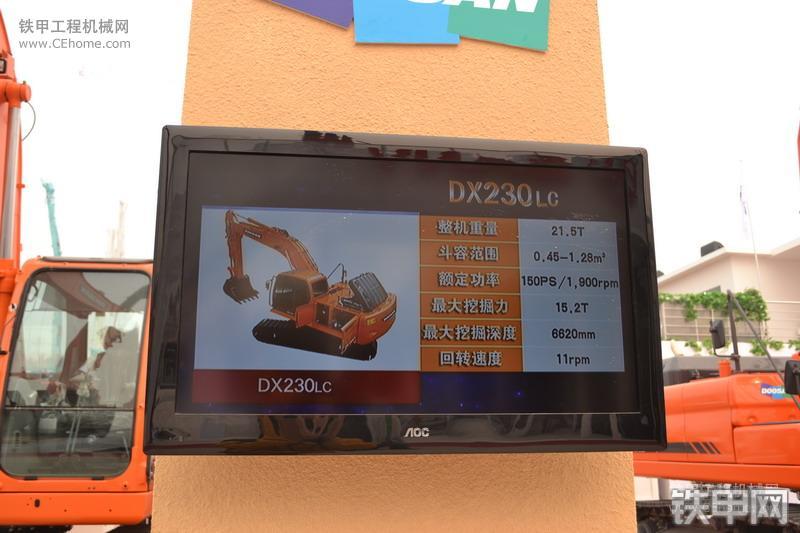 铁甲工程机械网
www.CEhome.com
DX230LC
整机重量 21.5T
斗容范围 0.45-1.28m³
额定功率 150PS/1,900rpm
最大挖掘力 15.2T
最大挖掘深度 6620mm
回转速度 11rpm
DX230LC
AOC
DOOSAN
铁甲网